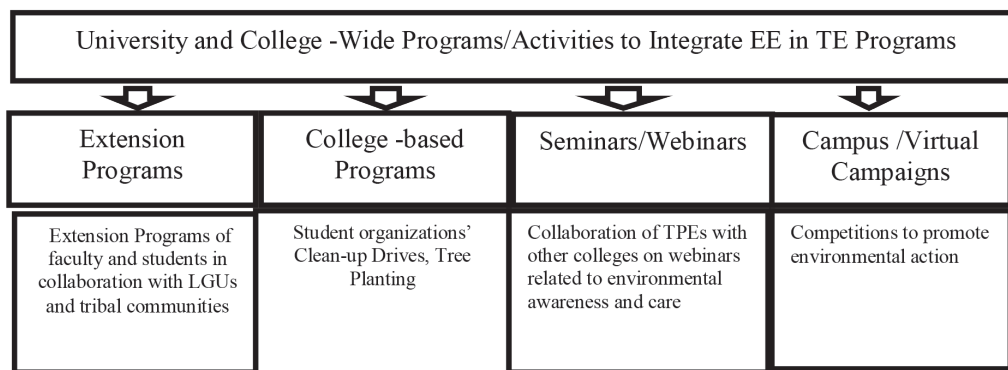 University and College -Wide Programs/Activities to Integrate EE in TE Programs
Extension
Programs
College -based
Programs
Seminars/Webinars
Campus /Virtual
Campaigns
Extension Programs of
faculty and students in
collaboration with LGUs
and tribal communities
Student organizations’
Clean-up Drives, Tree
Planting
Collaboration of TPEs with
other colleges on webinars
related to environmental
awareness and care
Competitions to promote
environmental action